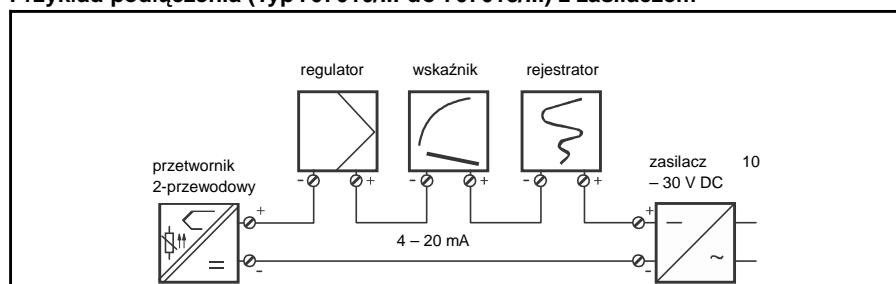 regulator wskaźnik rejestrator
przetwornik
2-przewodowy
zasilacz 10
– 30 V DC
- + - + - +
+ +
4 – 20 mA
- -